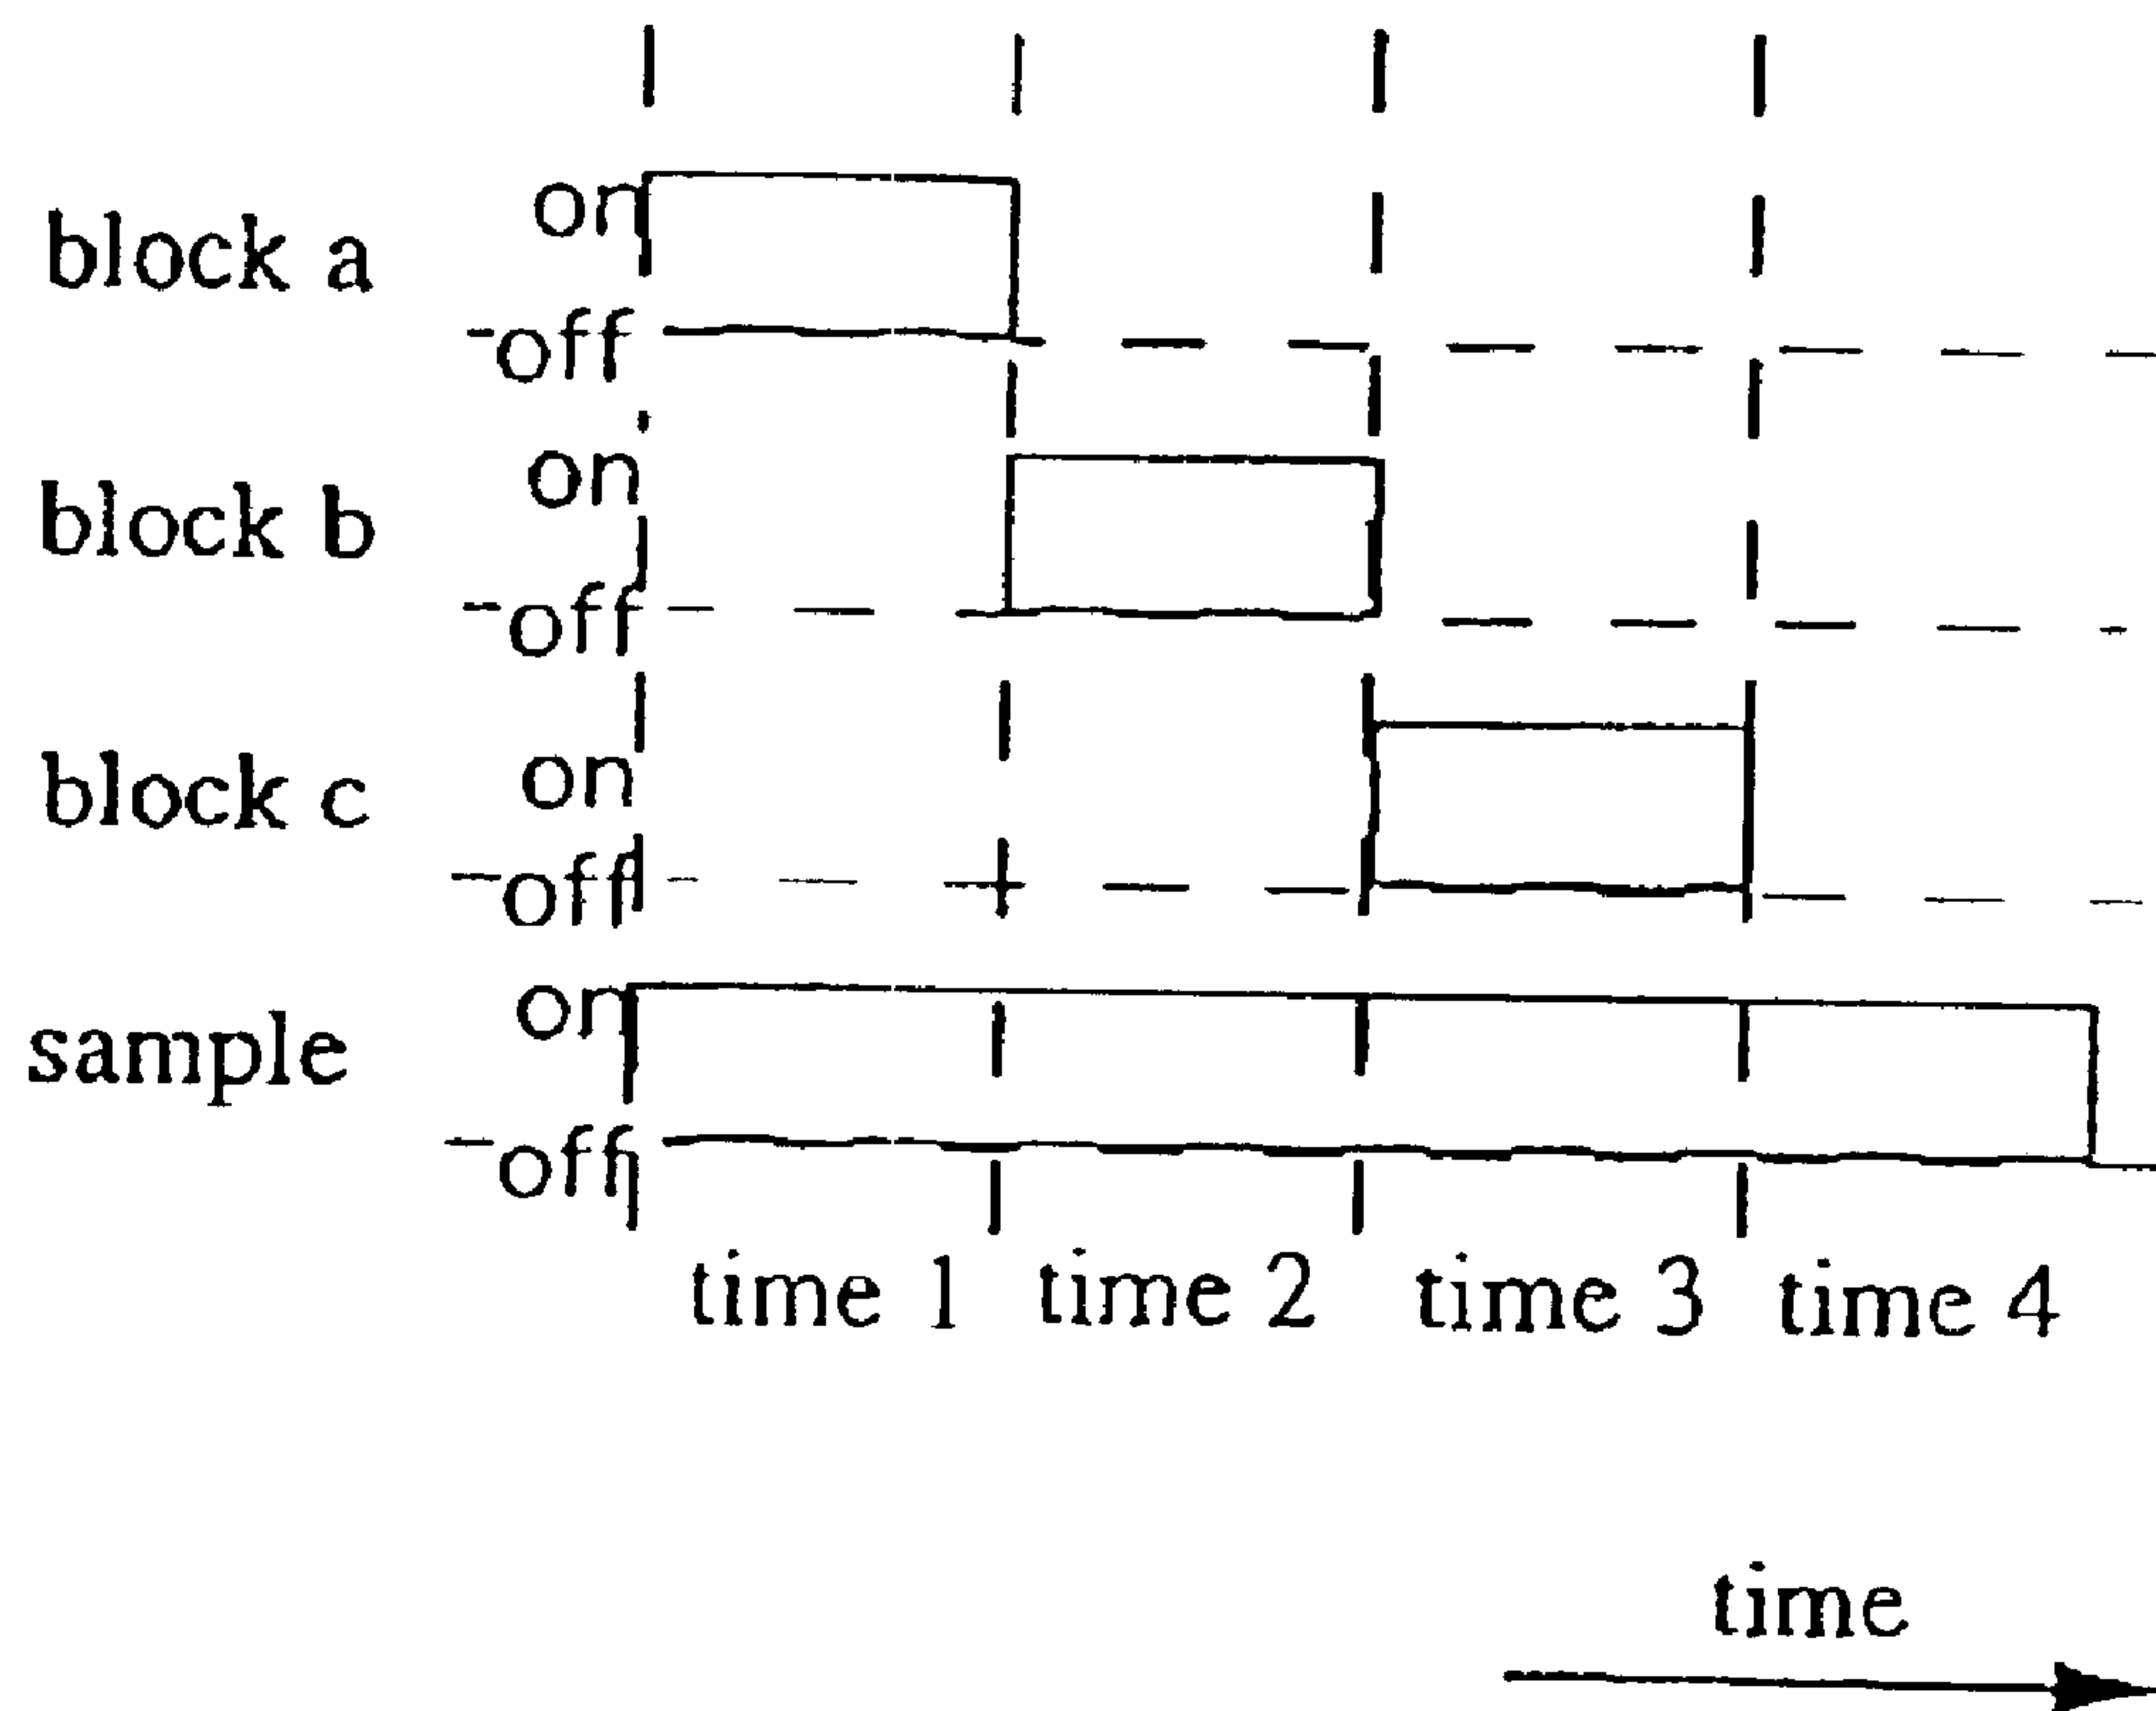 on
block a
off
on
block b
off
on
block c
off
on
sample
off
time 1 time 2 time 3 time 4
time